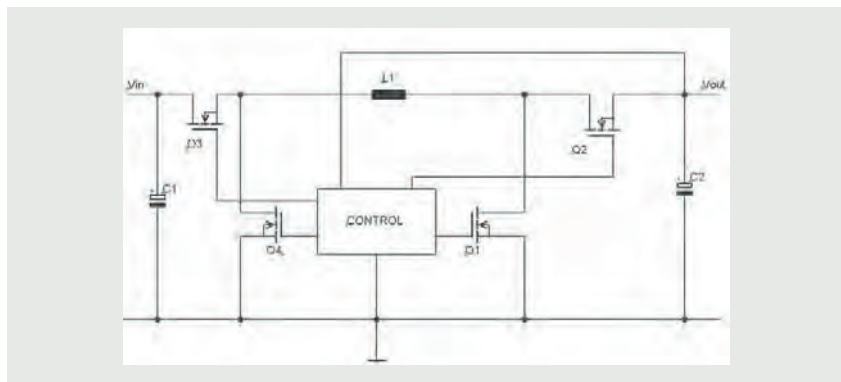 L1
Vin
Vout
Q3
Q2
C1
C2
CONTROL
Q4
Q1